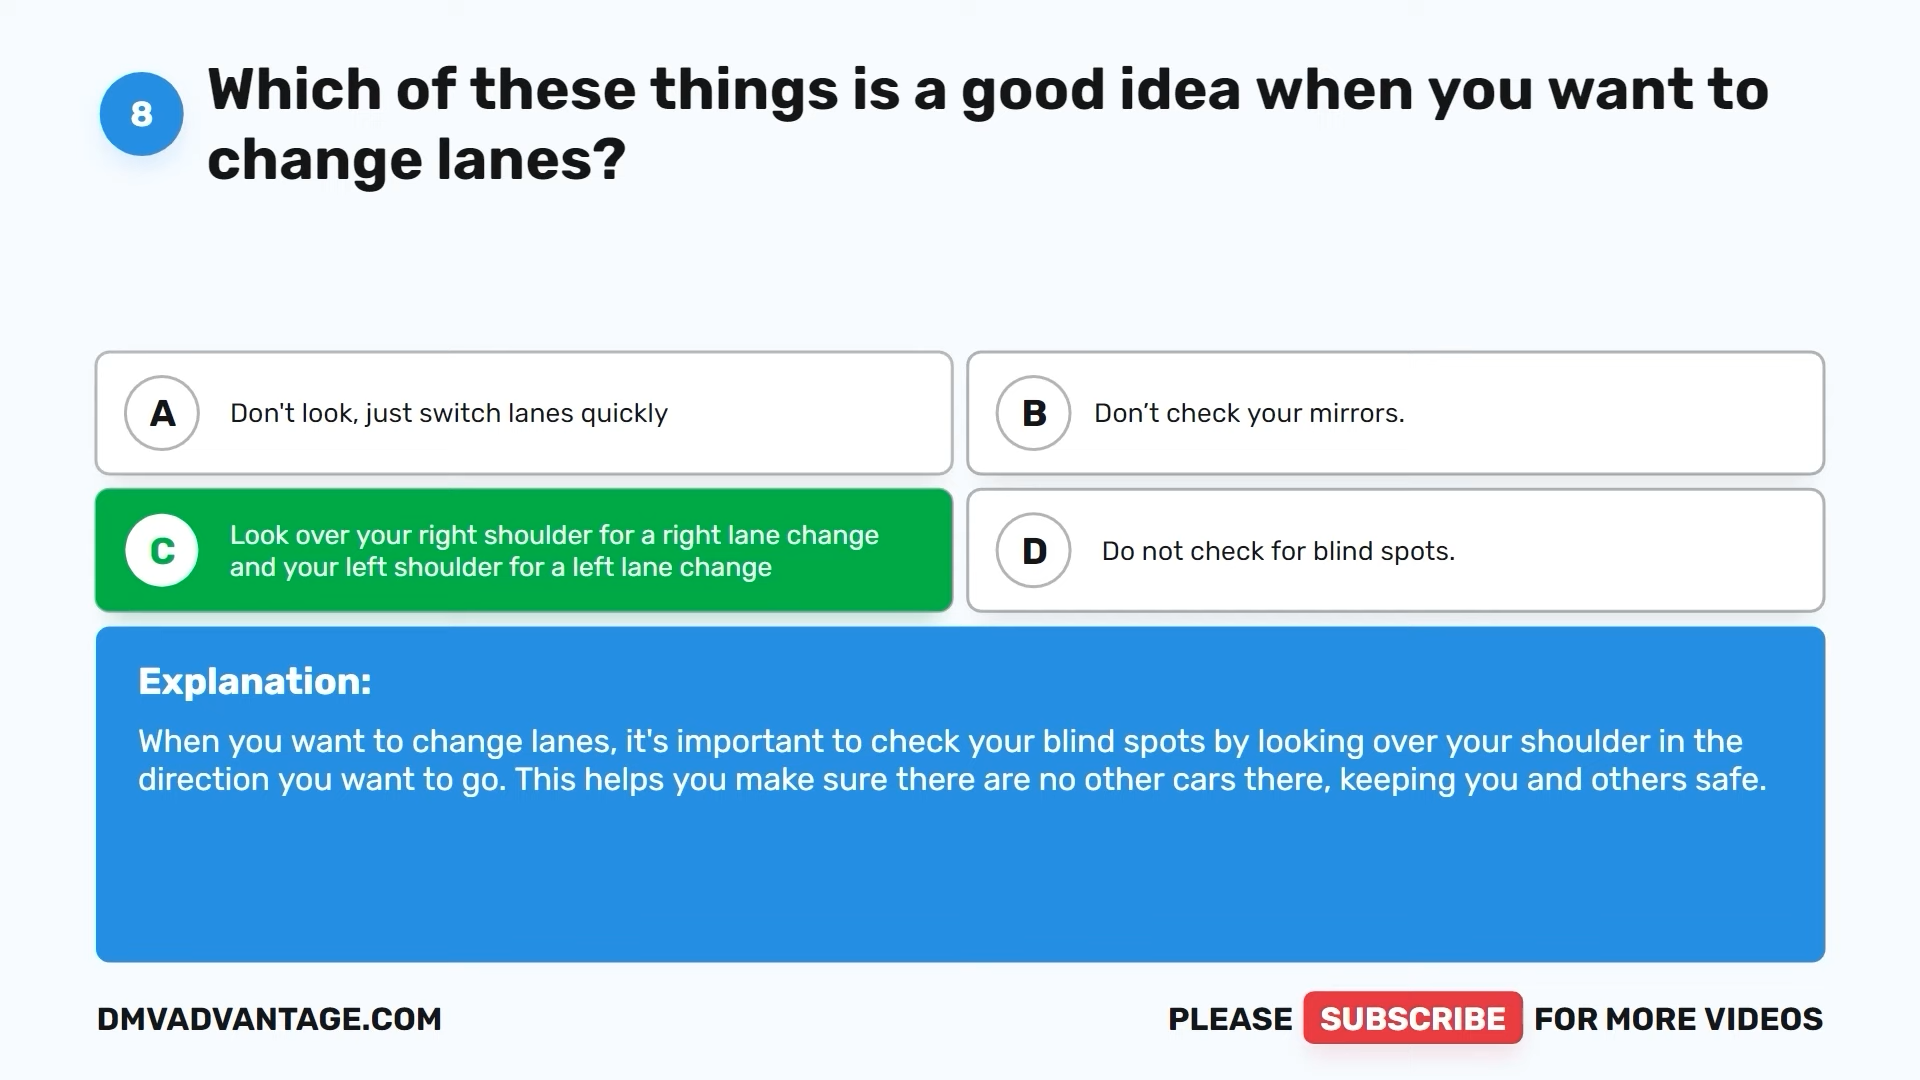 8
Which of these things is a good idea when you want to
change lanes?
A
Don't look, just switch lanes quickly
B
Don’t check your mirrors.
C
Look over your right shoulder for a right lane change
and your left shoulder for a left lane change
D
Do not check for blind spots.
Explanation:
When you want to change lanes, it's important to check your blind spots by looking over your shoulder in the
direction you want to go. This helps you make sure there are no other cars there, keeping you and others safe.
DMVADVANTAGE.COM
PLEASE SUBSCRIBE FOR MORE VIDEOS